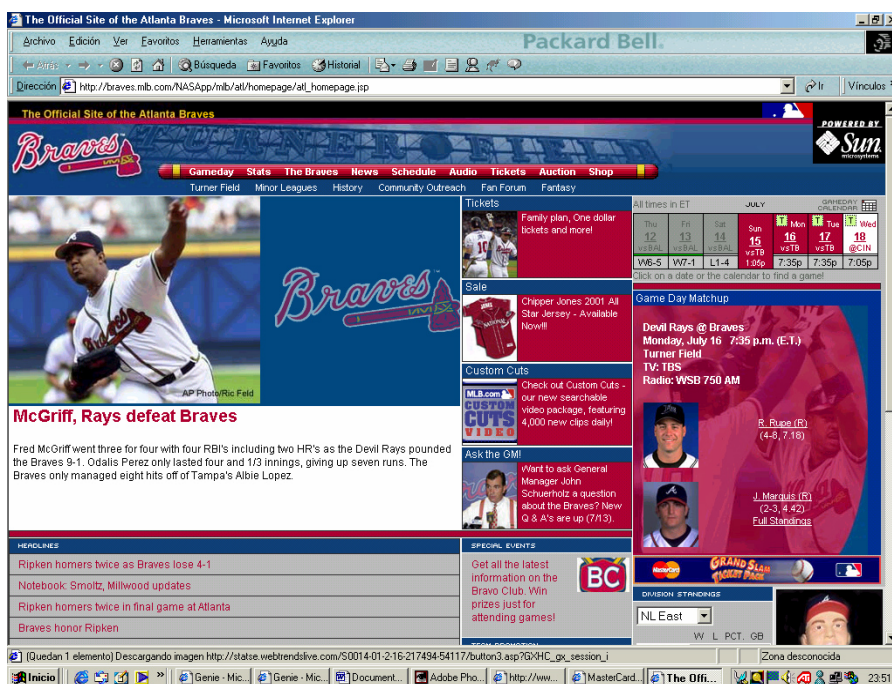 The Official Site of the Atlanta Braves - Microsoft Internet Explorer
Archivo Edición Ver Favoritos Herramientas Ayuda
Packard Bell.
Atrás
Búsqueda Favoritos Historial
Dirección http://braves.mlb.com/NASApp/mlb/atl/homepage/atl_homepage.jsp
Ir Vínculos
The Official Site of the Atlanta Braves
Braves
TURNER FIELD
POWERED BY
Sun
microsystems
Gameday Stats The Braves News Schedule Audio Tickets Auction Shop
Turner Field Minor Leagues History Community Outreach Fan Forum Fantasy
Braves
AP Photo/Ric Feld
McGriff, Rays defeat Braves
Fred McGriff went three for four with four RBI's including two HR's as the Devil Rays pounded
the Braves 9-1. Odalis Perez only lasted four and 1/3 innings, giving up seven runs. The
Braves only managed eight hits off of Tampa's Albie Lopez.
Tickets
Family plan, One dollar
tickets and more!
Sale
Chipper Jones 2001 All
Star Jersey - Available
Now!!!
NATIONAL
Custom Cuts
MLB.com
CUSTOM
CUTS
VIDEO
Check out Custom Cuts -
our new searchable
video package, featuring
4,000 new clips daily!
Ask the GM!
Want to ask General
Manager John
Schuerholz a question
about the Braves? New
Q & A's are up (7/13).
All times in ET JULY GAMEDAY
CALENDAR
Thu Fri Sat Sun T Mon T Tue T Wed
12 13 14 15 16 17 18
vsBAL vsBAL vsBAL vsTB vsTB vsTB @CIN
W6-5 W7-1 L1-4 1:05p 7:35p 7:35p 7:05p
Click on a date or the calendar to find a game!
Game Day Matchup
Devil Rays @ Braves
Monday, July 16 7:35 p.m. (E.T.)
Turner Field
TV: TBS
Radio: WSB 750 AM
R. Rupe (R)
(4-8, 7.18)
J. Marquis (R)
(2-3, 4.42)
Full Standings
MasterCard GRAND SLAM
TICKET PACK
HEADLINES
Ripken homers twice as Braves lose 4-1
Notebook: Smoltz, Millwood updates
Ripken homers twice in final game at Atlanta
Braves honor Ripken
SPECIAL EVENTS
Get all the latest
information on the
Bravo Club. Win
prizes just for
attending games!
BC
TEAM PROMOTION
DIVISION STANDINGS
NL East
W L PCT. GB
(Quedan 1 elemento) Descargando imagen http://statse.webtrendslive.com/S0014-01-2-16-217494-54117/button3.asp?GXHC_gx_session_i
Zona desconocida
Inicio » Genie - Mic... Genie - Mic... Document... Adobe Pho... http://ww... MasterCard... The Offi... 23:59